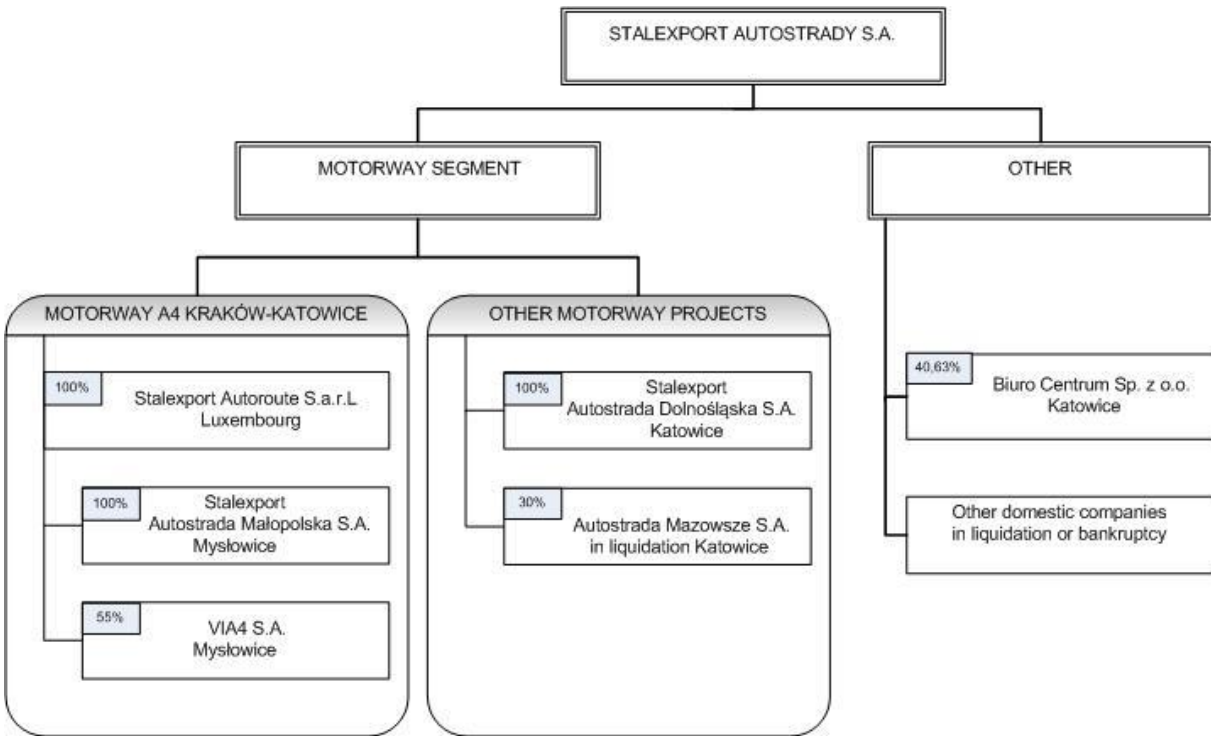 STALEXPORT AUTOSTRADY S.A.
MOTORWAY SEGMENT
OTHER
MOTORWAY A4 KRAKÓW-KATOWICE
100%
Stalexport Autoroute S.a.r.L
Luxembourg
100%
Stalexport
Autostrada Małopolska S.A.
Mysłowice
55%
VIA4 S.A.
Mysłowice
OTHER MOTORWAY PROJECTS
100%
Stalexport
Autostrada Dolnośląska S.A.
Katowice
30%
Autostrada Mazowsze S.A.
in liquidation Katowice
40,63%
Biuro Centrum Sp. z o.o.
Katowice
Other domestic companies
in liquidation or bankruptcy